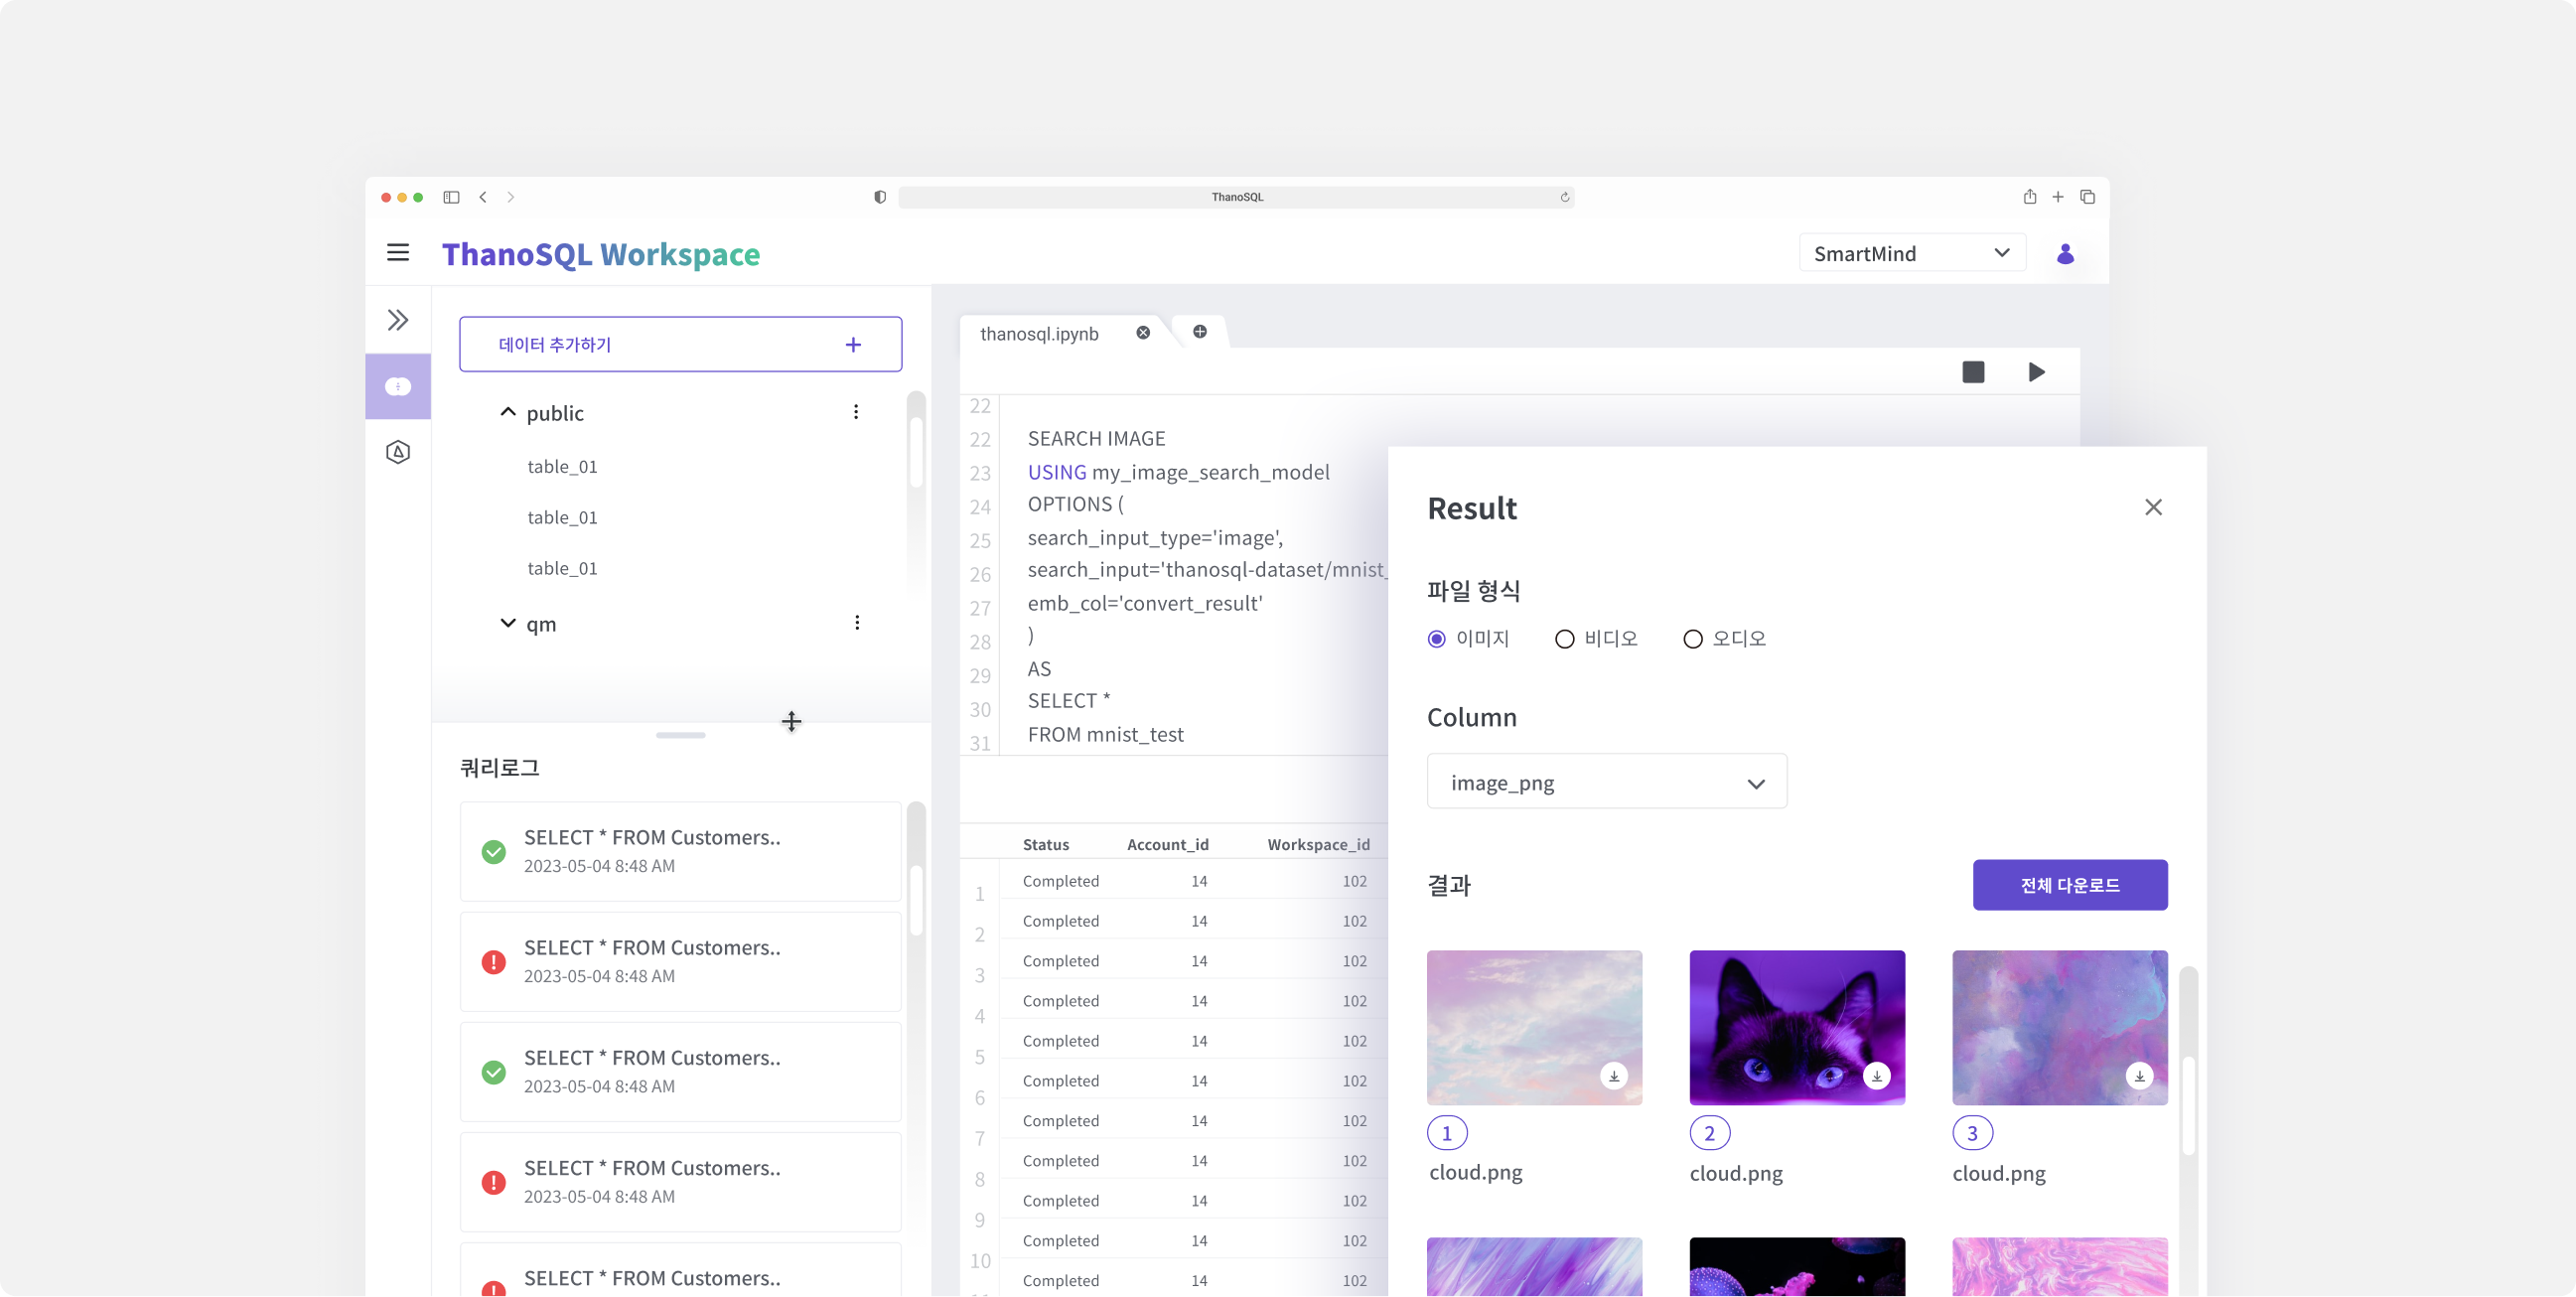 ThanoSQL
ThanoSQL Workspace
SmartMind
데이터 추가하기
public
table_01
table_01
table_01
qm
쿼리로그
SELECT * FROM Customers..
2023-05-04 8:48 AM
SELECT * FROM Customers..
2023-05-04 8:48 AM
SELECT * FROM Customers..
2023-05-04 8:48 AM
SELECT * FROM Customers..
2023-05-04 8:48 AM
SELECT * FROM Customers..
thanosql.ipynb
22
22 SEARCH IMAGE
23 USING my_image_search_model
24 OPTIONS (
25 search_input_type='image',
26 search_input='thanosql-dataset/mnist_
27 emb_col='convert_result'
28 )
29 AS
30 SELECT *
31 FROM mnist_test
Status Account_id Workspace_id
1 Completed 14 102
2 Completed 14 102
3 Completed 14 102
4 Completed 14 102
5 Completed 14 102
6 Completed 14 102
7 Completed 14 102
8 Completed 14 102
9 Completed 14 102
10 Completed 14 102
Completed 14 102
Result
파일 형식
이미지 비디오 오디오
Column
image_png
결과
전체 다운로드
1 2 3
cloud.png cloud.png cloud.png